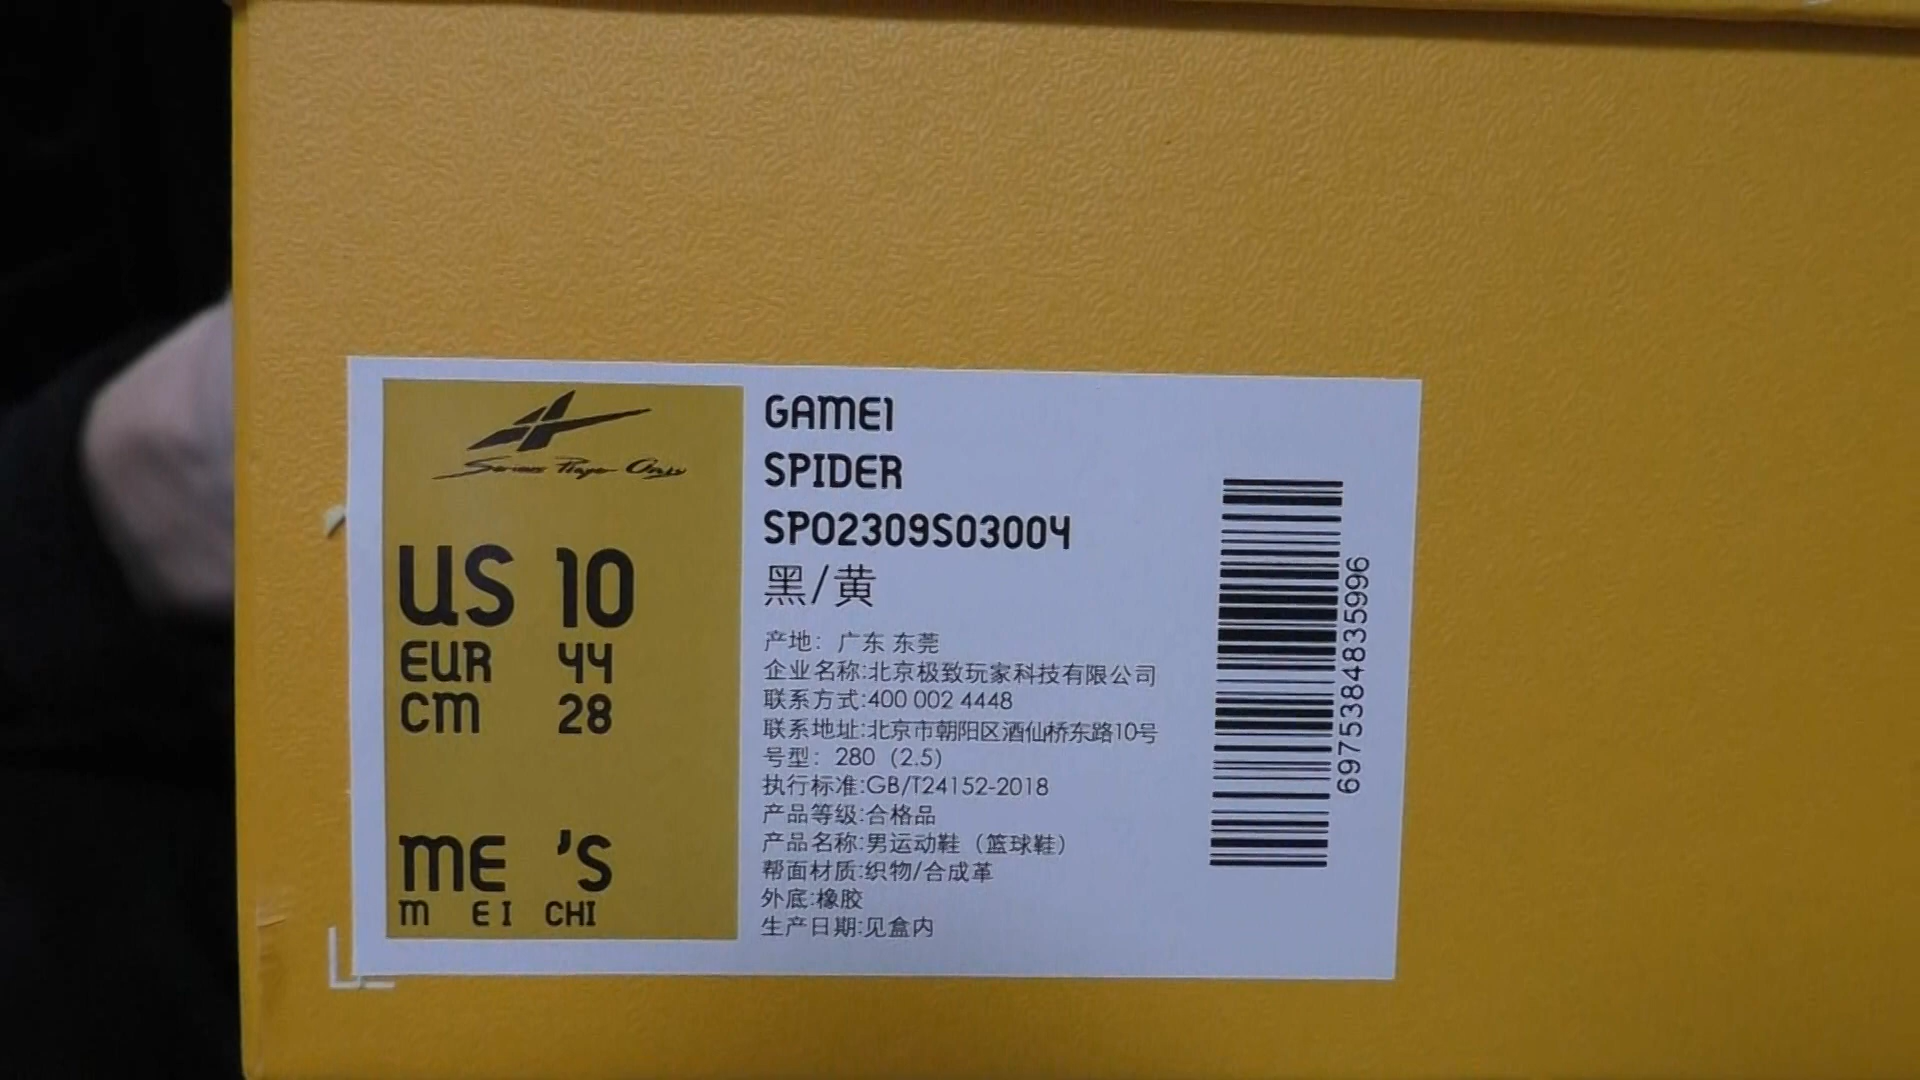 Serious Player Only
US 10
EUR 44
CM 28
ME 'S
M EI CHI
GAME1
SPIDER
SPO2309S03004
黑/黄
产地: 广东 东莞
企业名称:北京极致玩家科技有限公司
联系方式:400 002 4448
联系地址:北京市朝阳区酒仙桥东路10号
号型: 280 (2.5)
执行标准:GB/T24152-2018
产品等级:合格品
产品名称:男运动鞋（篮球鞋）
帮面材质:织物/合成革
外底:橡胶
生产日期:见盒内
6975384835996